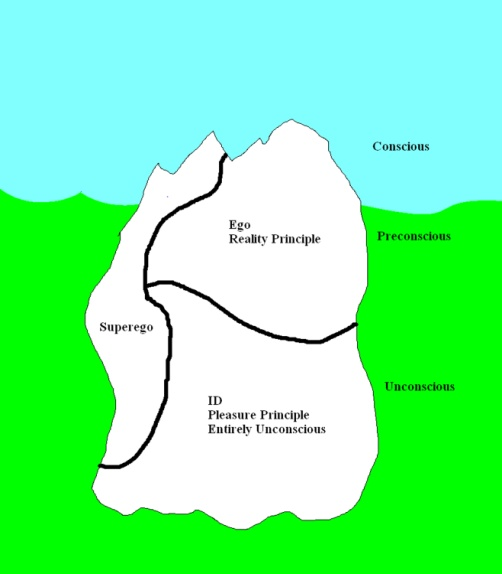 Conscious
Ego
Reality Principle
Preconscious
Superego
Unconscious
ID
Pleasure Principle
Entirely Unconscious